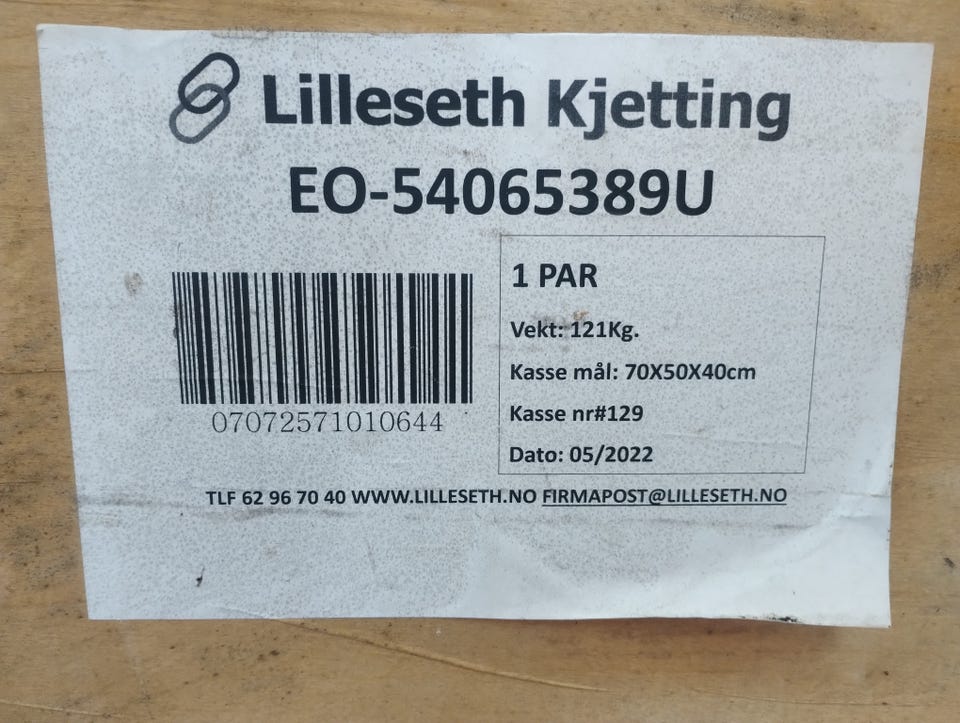 Lilleseth Kjetting
EO-54065389U
1 PAR
Vekt: 121Kg.
Kasse mål: 70X50X40cm
Kasse nr#129
Dato: 05/2022
07072571010644
TLF 62 96 70 40 WWW.LILLESETH.NO FIRMAPOST@LILLESETH.NO